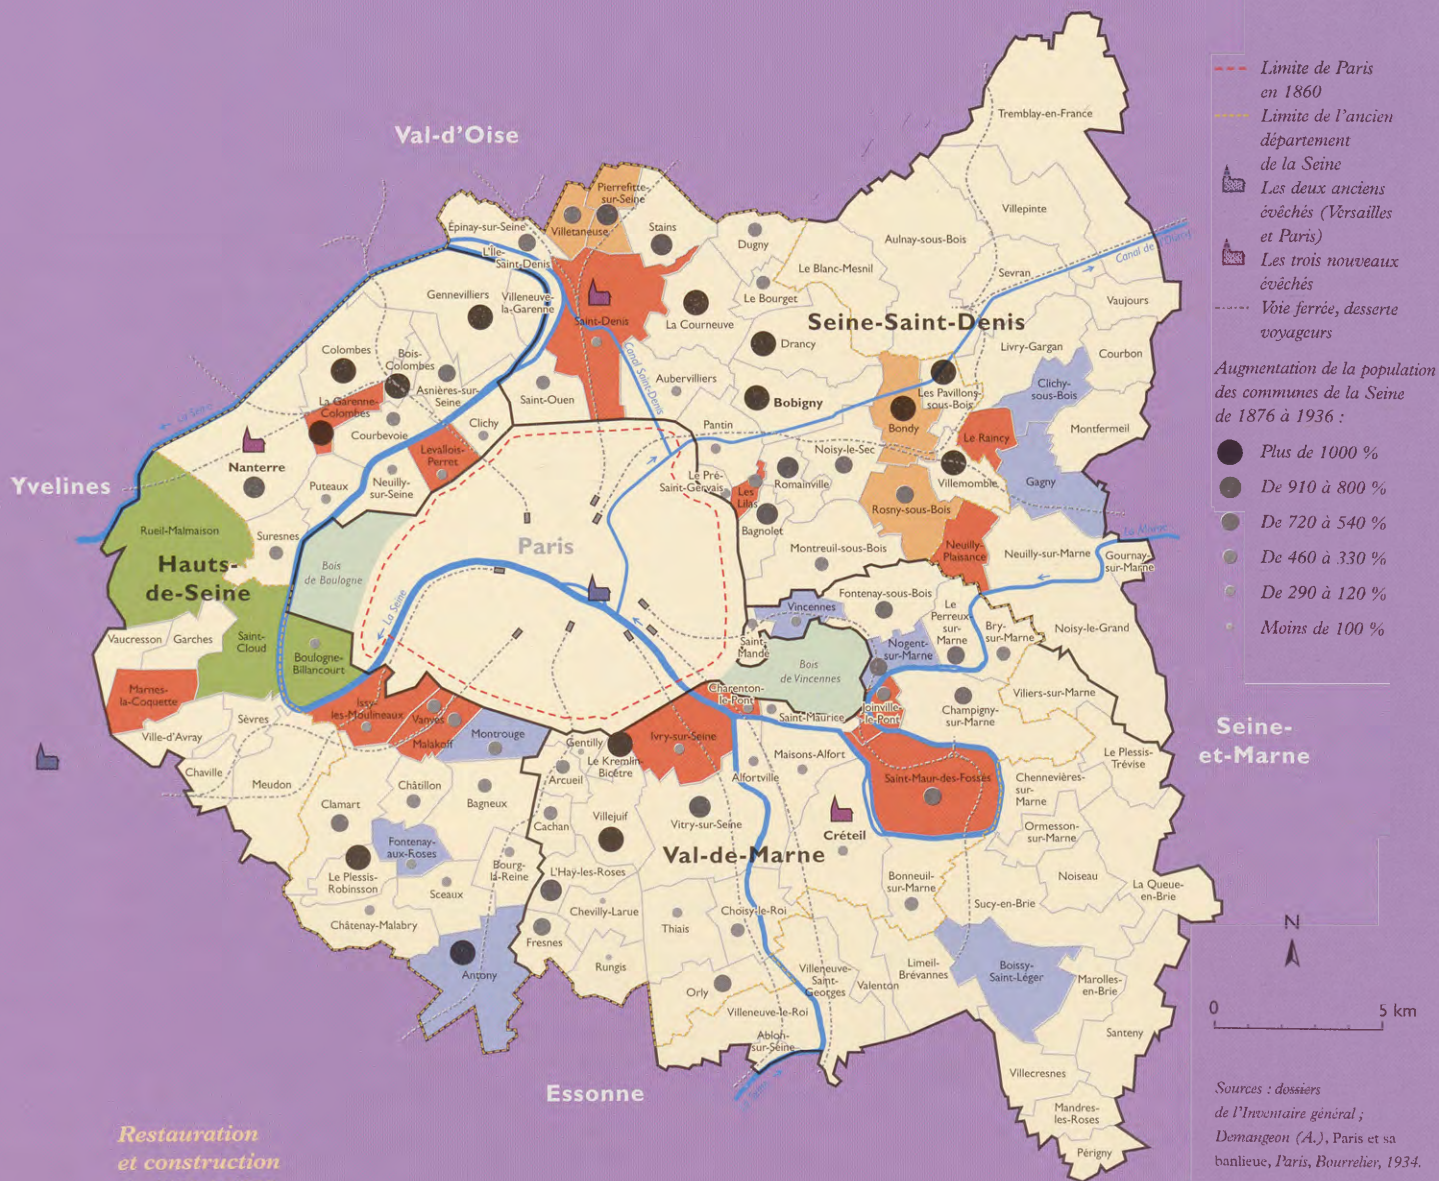 Val-d'Oise
Tremblay-en-France
Villepinte
Aulnay-sous-Bois
Sevran
Canal de l'Ourcq
Vaujours
Pierrefitte-
sur-Seine
Villetaneuse
Stains
Dugny
Épinay-sur-Seine
L'Île-
Saint-Denis
Le Blanc-Mesnil
Le Bourget
Gennevilliers
Villeneuve-
la-Garenne
Saint-Denis
La Courneuve
Seine-Saint-Denis
Drancy
Livry-Gargan
Courbon
Colombes
Bois-
Colombes
Asnières-sur-
Seine
Canal Saint-Denis
Aubervilliers
Bobigny
Les Pavillons-
sous-Bois
Clichy-
sous-Bois
La Seine
La Garenne-
Colombes
Courbevoie
Saint-Ouen
Clichy
Pantin
Bondy
Le Raincy
Montfermeil
Nanterre
Levallois-
Perret
Noisy-le-Sec
Yvelines
Puteaux
Neuilly-
sur-Seine
Le Pré-
Saint-Gervais
Les
Lilas
Romainville
Villemomble
Gagny
Rosny-sous-Bois
Bagnolet
Rueil-Malmaison
Suresnes
Paris
Montreuil-sous-Bois
Neuilly-
Plaisance
Neuilly-sur-Marne
La Marne
Gournay-
sur-Marne
Hauts-
de-Seine
Bois
de Boulogne
La Seine
Fontenay-sous-Bois
Vincennes
Le
Perreux-
sur-
Marne
Bry-
sur-Marne
Noisy-le-Grand
Vaucresson
Garches
Saint-
Cloud
Boulogne-
Billancourt
Saint-
Mandé
Nogent-
sur-Marne
Bois
de Vincennes
Marnes-
la-Coquette
Charenton-
le-Pont
Joinville-
le-Pont
Villiers-sur-Marne
Champigny-
sur-Marne
Saint-Maurice
Issy-
les-Moulineaux
Vanves
Malakoff
Montrouge
Sèvres
Ville-d'Avray
Gentilly
Le Kremlin-
Bicêtre
Ivry-sur-Seine
Maisons-Alfort
Alfortville
Saint-Maur-des-Fossés
Chennevières-
sur-
Marne
Le Plessis-
Trévise
Chaville
Meudon
Arcueil
Châtillon
Bagneux
Clamart
Cachan
Villejuif
Vitry-sur-Seine
Créteil
Ormesson-
sur-Marne
Fontenay-
aux-Roses
Val-de-Marne
Le Plessis-
Robinson
Bourg-
la-Reine
L'Haÿ-les-Roses
Sceaux
Bonneuil-
sur-Marne
Noiseau
La Queue-
en-Brie
Sucy-en-Brie
Châtenay-Malabry
Chevilly-Larue
Choisy-le-Roi
Thiais
Fresnes
Antony
Rungis
Orly
Villeneuve-
Saint-
Georges
Valenton
Limeil-
Brévannes
Boissy-
Saint-Léger
Marolles-
en-Brie
Villeneuve-le-Roi
Ablon-
sur-Seine
Santeny
Villecresnes
Mandres-
les-Roses
Périgny
Essonne
Seine-
et-Marne
Restauration
et construction
Limite de Paris
en 1860
Limite de l'ancien
département
de la Seine
Les deux anciens
évêchés (Versailles
et Paris)
Les trois nouveaux
évêchés
Voie ferrée, desserte
voyageurs
Augmentation de la population
des communes de la Seine
de 1876 à 1936 :
Plus de 1000 %
De 910 à 800 %
De 720 à 540 %
De 460 à 330 %
De 290 à 120 %
Moins de 100 %
N
0 5 km
Sources : dossiers
de l'Inventaire général ;
Demangeon (A.), Paris et sa
banlieue, Paris, Bourrelier, 1934.